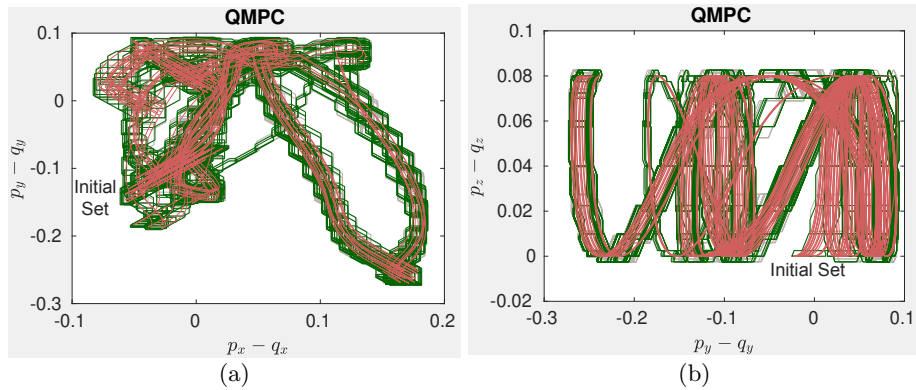 QMPC
0.1
0
-0.1
-0.2
-0.3
-0.1
0
0.1
0.2
p_y − q_y
p_x − q_x
Initial
Set
(a)
QMPC
0.1
0.08
0.06
0.04
0.02
0
-0.02
-0.3
-0.2
-0.1
0
0.1
p_z − q_z
p_y − q_y
Initial Set
(b)